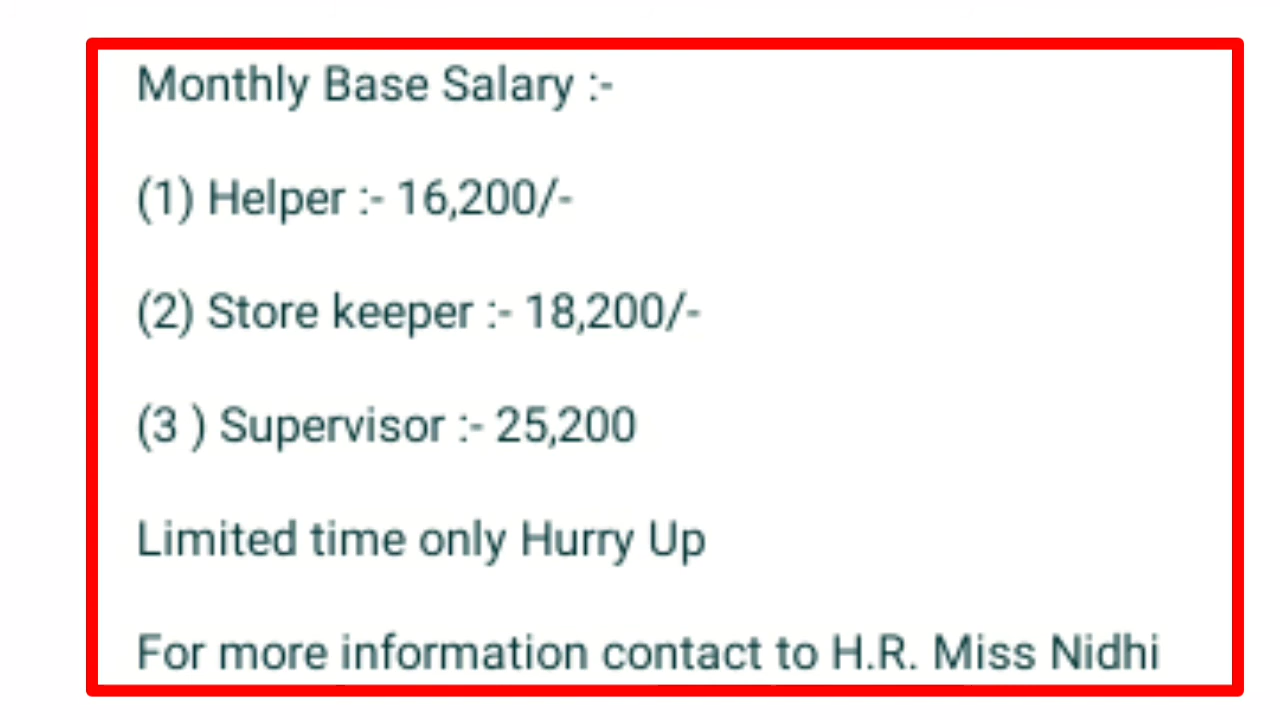 Monthly Base Salary :-
(1) Helper :- 16,200/-
(2) Store keeper :- 18,200/-
(3 ) Supervisor :- 25,200
Limited time only Hurry Up
For more information contact to H.R. Miss Nidhi